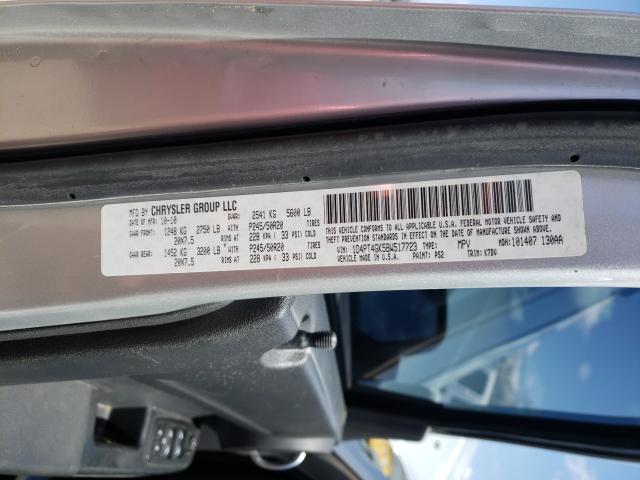 MFD BY CHRYSLER GROUP LLC
DATE OF MFR: 10-10 GVWR: 2541 KG 5600 LB
GAWR FRONT: 1248 KG 2750 LB WITH P245/50R20 TIRES
20X7.5 RIMS AT 228 KPA ( 33 PSI) COLD
GAWR REAR: 1452 KG 3200 LB WITH P245/50R20 TIRES
20X7.5 RIMS AT 228 KPA ( 33 PSI) COLD
THIS VEHICLE CONFORMS TO ALL APPLICABLE U.S.A. FEDERAL MOTOR VEHICLE SAFETY AND
THEFT PREVENTION STANDARDS IN EFFECT ON THE DATE OF MANUFACTURE SHOWN ABOVE.
VIN: 1D4PT4GK5BW517723 TYPE: MPV MDH: 101407 130AA
VEHICLE MADE IN U.S.A. PAINT: PS2 TRIM: K7DV